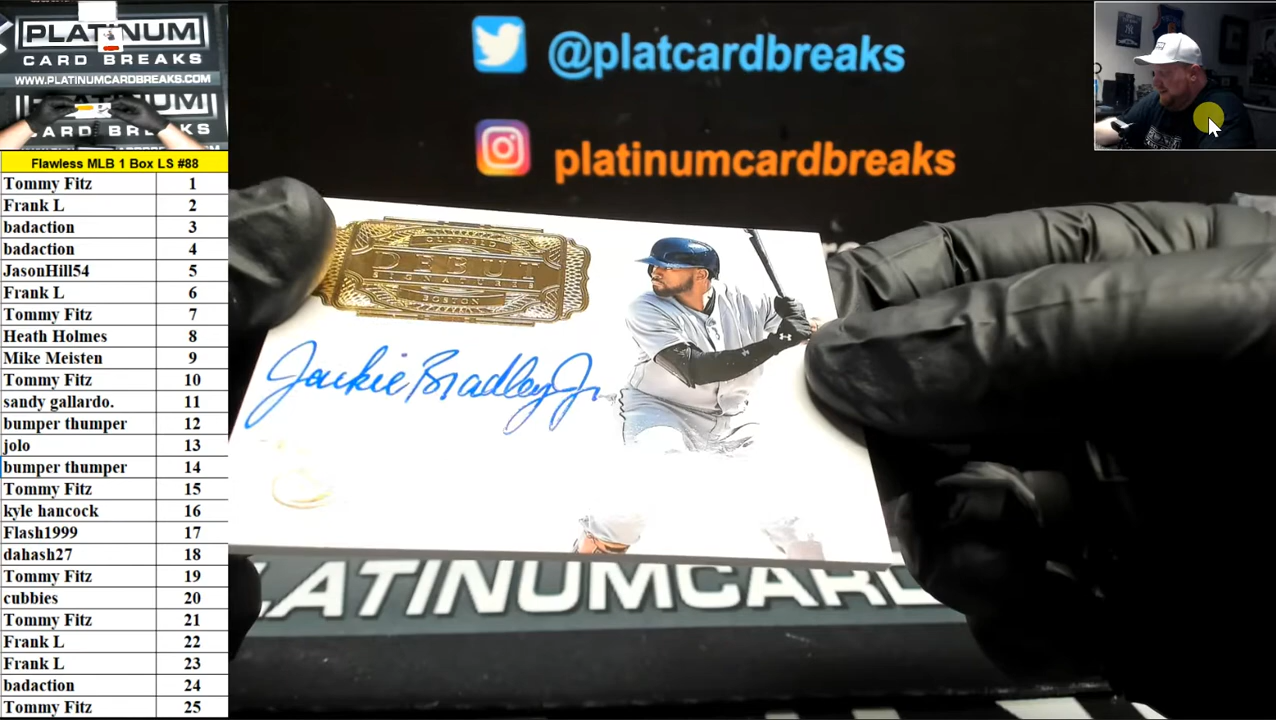 PLATINUM
CARD BREAKS
WWW.PLATINUMCARDBREAKS.COM
CARD BREAKS
Flawless MLB 1 Box LS #88
Tommy Fitz 1
Frank L 2
badaction 3
badaction 4
JasonHill54 5
Frank L 6
Tommy Fitz 7
Heath Holmes 8
Mike Meisten 9
Tommy Fitz 10
sandy gallardo. 11
bumper thumper 12
jolo 13
bumper thumper 14
Tommy Fitz 15
kyle hancock 16
Flash1999 17
dahash27 18
Tommy Fitz 19
cubbies 20
Tommy Fitz 21
Frank L 22
Frank L 23
badaction 24
Tommy Fitz 25
@platcardbreaks
platinumcardbreaks
DEBUT
SIGNATURES
BOSTON
Jackie Bradley Jr
LATINUMCARD